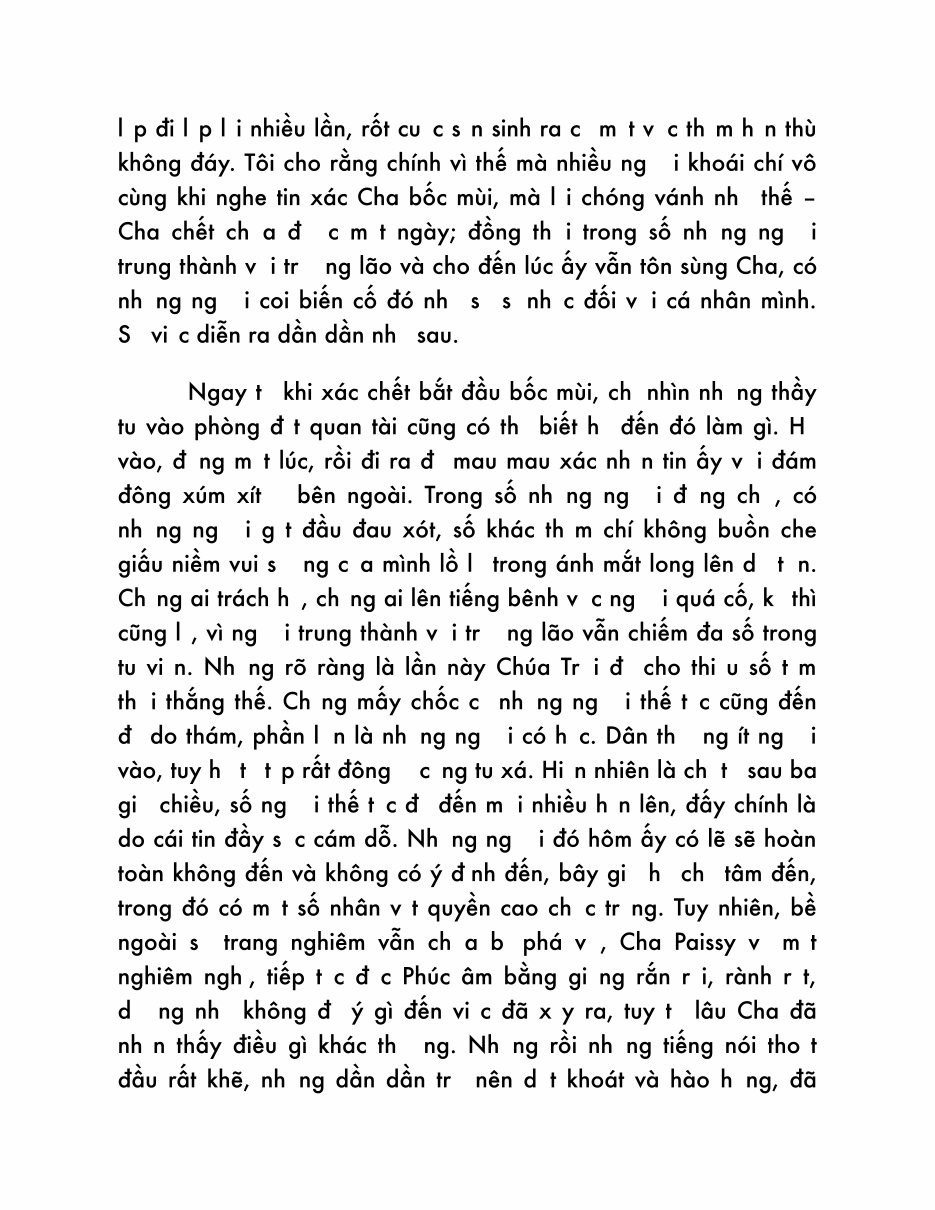 l p đi l p l i nhiều lần, rốt cu c s n sinh ra c m t v c th m h n thù
không đáy. Tôi cho rằng chính vì thế mà nhiều ng i khoái chí vô
cùng khi nghe tin xác Cha bốc mùi, mà l i chóng vánh nh thế –
Cha chết ch a đ c m t ngày; đồng th i trong số nh ng ng i
trung thành v i tr ng lão và cho đến lúc ấy vẫn tôn sùng Cha, có
nh ng ng i coi biến cố đó nh s s nh c đối v i cá nhân mình.
S vi c diễn ra dần dần nh sau.
Ngay t khi xác chết bắt đầu bốc mùi, ch nhìn nh ng thầy
tu vào phòng đ t quan tài cũng có th biết h đến đó làm gì. H
vào, đ ng m t lúc, rồi đi ra đ mau mau xác nh n tin ấy v i đám
đông xúm xít bên ngoài. Trong số nh ng ng i đ ng ch , có
nh ng ng i g t đầu đau xót, số khác th m chí không buồn che
giấu niềm vui s ng c a mình lồ l trong ánh mắt long lên d t n.
Ch ng ai trách h , ch ng ai lên tiếng bênh v c ng i quá cố, k thì
cũng l , vì ng i trung thành v i tr ng lão vẫn chiếm đa số trong
tu vi n. Nh ng rõ ràng là lần này Chúa Tr i đ cho thi u số t m
th i thắng thế. Ch ng mấy chốc c nh ng ng i thế t c cũng đến
đ do thám, phần l n là nh ng ng i có h c. Dân th ng ít ng i
vào, tuy h t t p rất đông c ng tu xá. Hi n nhiên là ch t sau ba
gi chiều, số ng i thế t c đ đến m i nhiều h n lên, đấy chính là
do cái tin đầy s c cám dỗ. Nh ng ng i đó hôm ấy có lẽ sẽ hoàn
toàn không đến và không có ý đ nh đến, bây gi h ch tâm đến,
trong đó có m t số nhân v t quyền cao ch c tr ng. Tuy nhiên, bề
ngoài s trang nghiêm vẫn ch a b phá v , Cha Paissy v m t
nghiêm ngh , tiếp t c đ c Phúc âm bằng gi ng rắn r i, rành r t,
d ng nh không đ ý gì đến vi c đã x y ra, tuy t lâu Cha đã
nh n thấy điều gì khác th ng. Nh ng rồi nh ng tiếng nói tho t
đầu rất khẽ, nh ng dần dần tr nên d t khoát và hào h ng, đã